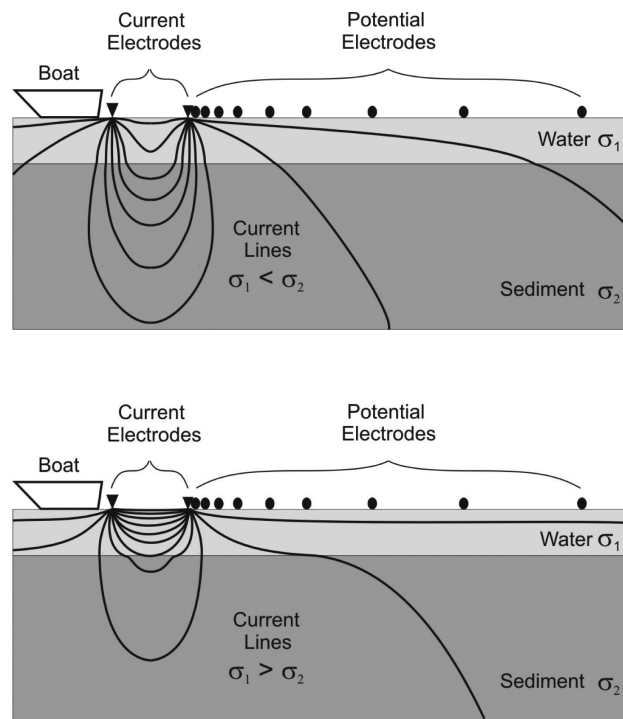 Current
Electrodes
Potential
Electrodes
Boat
Water σ₁
Current
Lines
σ₁ < σ₂
Sediment σ₂
Current
Electrodes
Potential
Electrodes
Boat
Water σ₁
Current
Lines
σ₁ > σ₂
Sediment σ₂